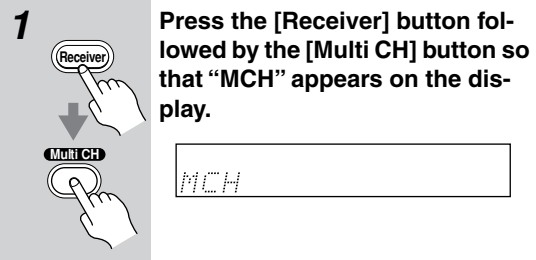 1
Receiver
Multi CH
Press the [Receiver] button fol-
lowed by the [Multi CH] button so
that “MCH” appears on the dis-
play.
MCH